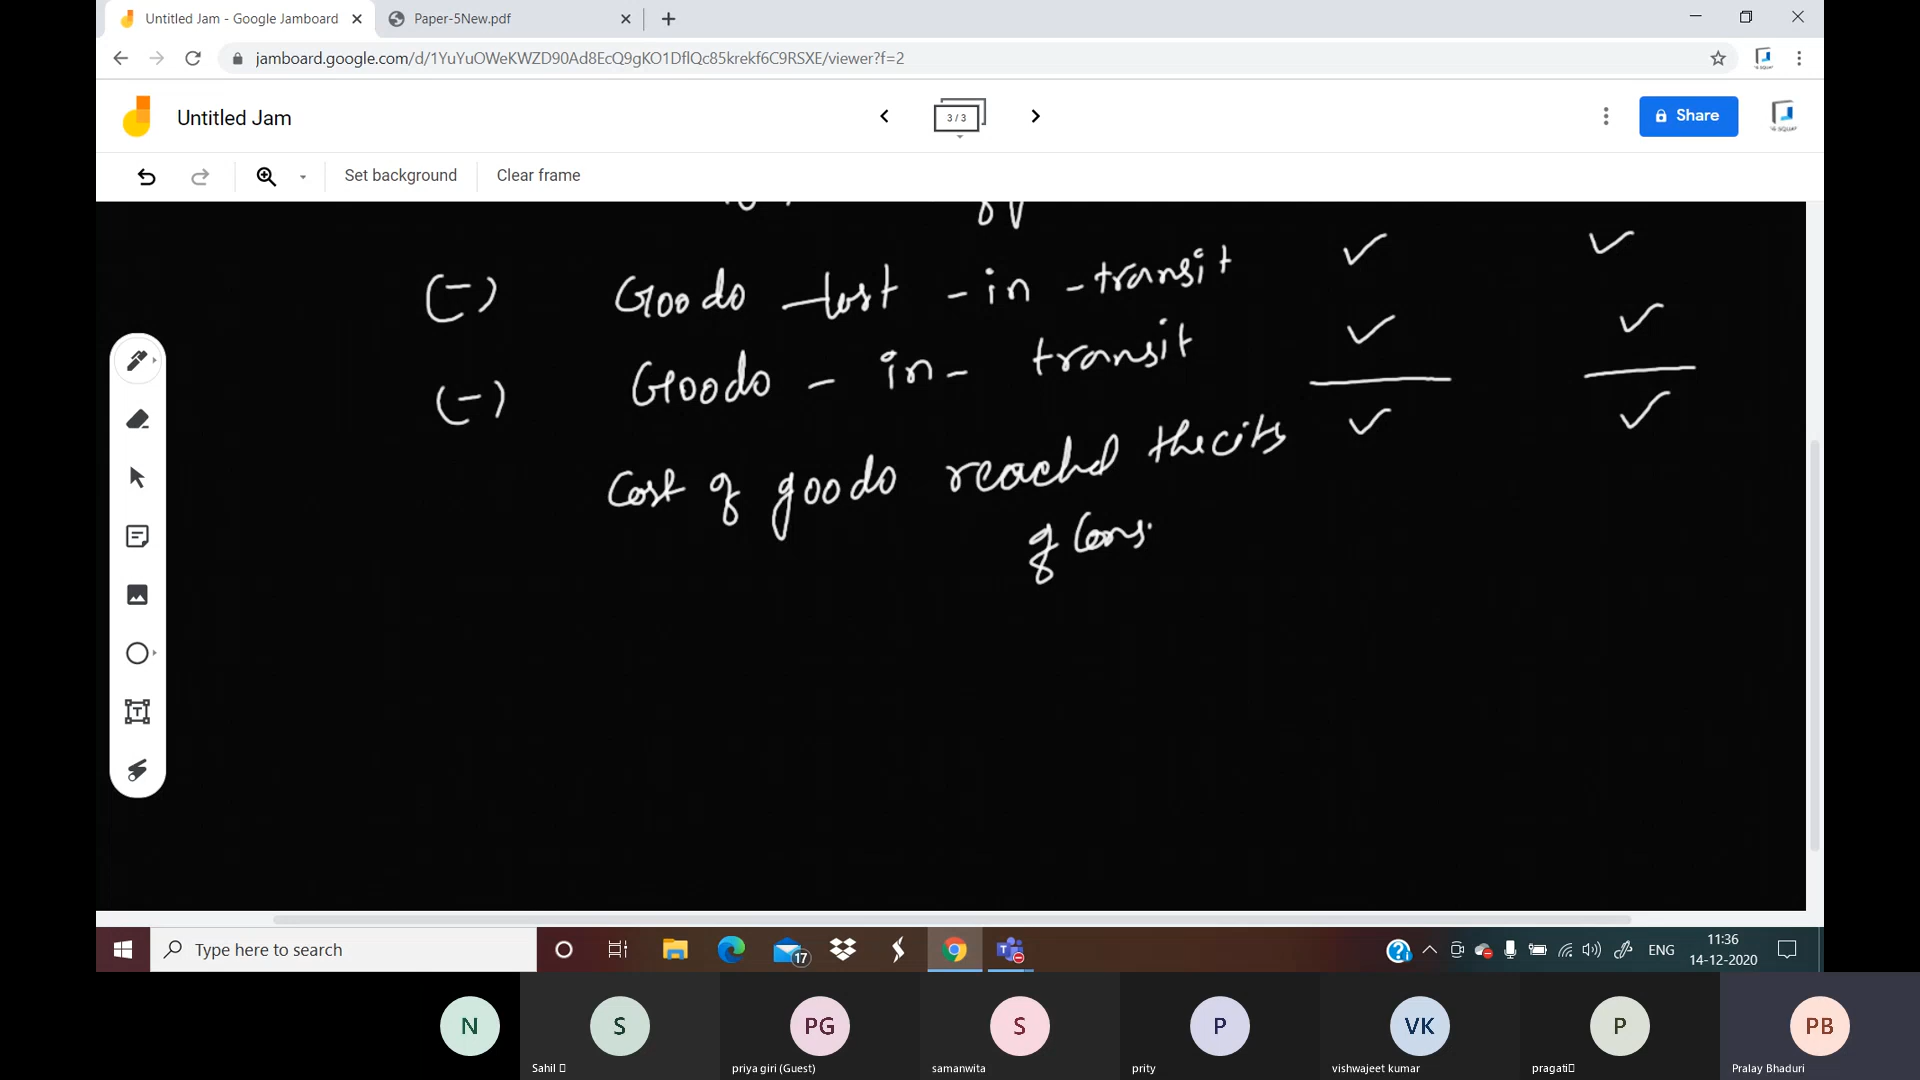 Untitled Jam - Google Jamboard
Paper-5New.pdf
jamboard.google.com/d/1YuYuOWeKWZD90Ad8EcQ9gKO1DflQc85krekf6C9RSXE/viewer?f=2
Untitled Jam
3 / 3
Share
Set background
Clear frame
(-) Goods -lost - in - transit
(-) Goods - in - transit
Cost of goods reached the city
of Cons.
Type here to search
17
ENG
11:36
14-12-2020
N
S
PG
S
P
VK
P
PB
Sahil
priya giri (Guest)
samanwita
prity
vishwajeet kumar
pragati
Pralay Bhaduri